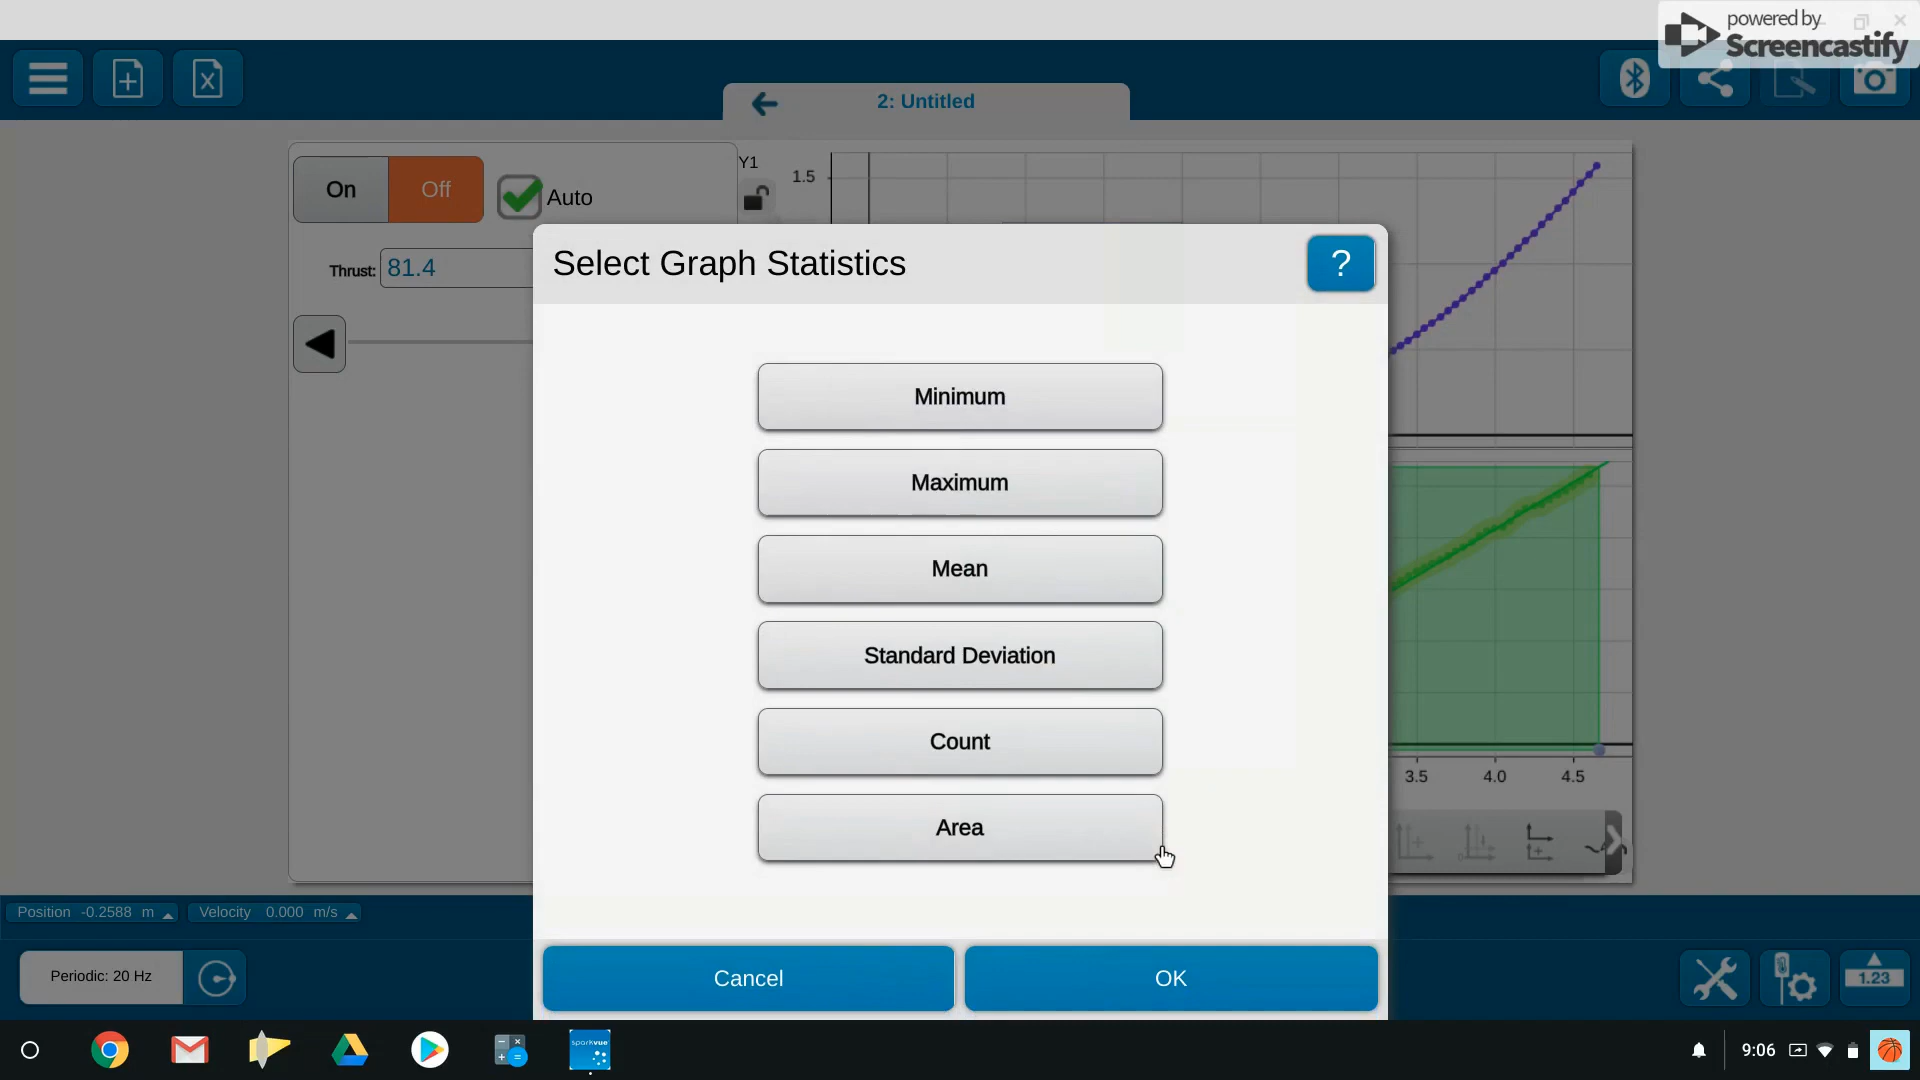 powered by
Screencastify
2: Untitled
On
Off
Auto
Y1
1.5
Thrust:
81.4
Select Graph Statistics
?
Minimum
Maximum
Mean
Standard Deviation
Count
Area
3.5
4.0
4.5
Position -0.2588 m
Velocity 0.000 m/s
Cancel
OK
Periodic: 20 Hz
1.23
sparkvue
9:06